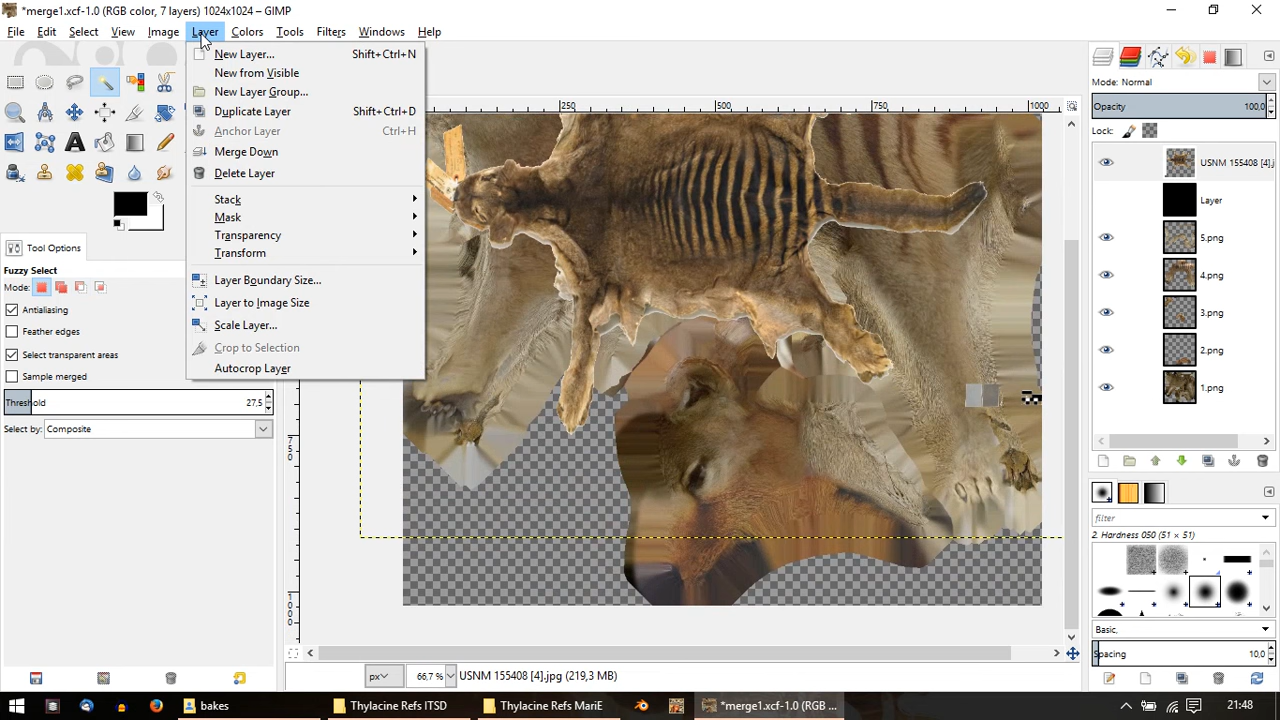 *merge1.xcf-1.0 (RGB color, 7 layers) 1024x1024 – GIMP
File Edit Select View Image Layer Colors Tools Filters Windows Help
New Layer... Shift+Ctrl+N
New from Visible
New Layer Group...
Duplicate Layer Shift+Ctrl+D
Anchor Layer Ctrl+H
Merge Down
Delete Layer
Stack
Mask
Transparency
Transform
Layer Boundary Size...
Layer to Image Size
Scale Layer...
Crop to Selection
Autocrop Layer
Tool Options
Fuzzy Select
Mode:
Antialiasing
Feather edges
Select transparent areas
Sample merged
Threshold 27,5
Select by: Composite
250 500 750 1000
750
1000
Mode: Normal
Opacity 100,0
Lock:
USNM 155408 [4].j
Layer
5.png
4.png
3.png
2.png
1.png
filter
2. Hardness 050 (51 × 51)
Basic,
Spacing 10,0
px 66,7 % USNM 155408 [4].jpg (219,3 MB)
bakes Thylacine Refs ITSD Thylacine Refs MariE *merge1.xcf-1.0 (RGB ... 21:48